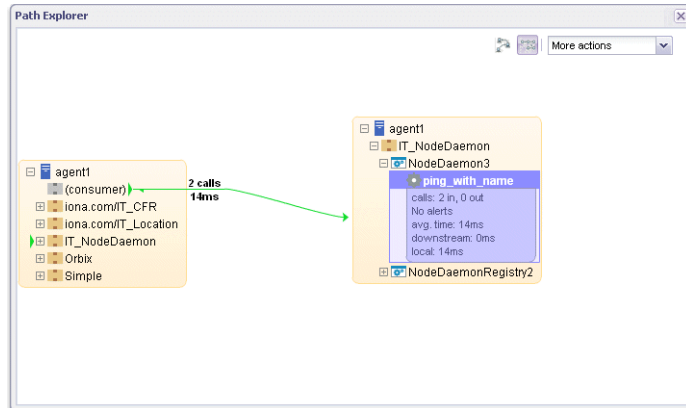 Path Explorer
More actions
agent1
(consumer)
iona.com/IT_CFR
iona.com/IT_Location
IT_NodeDaemon
Orbix
Simple
2 calls
14ms
agent1
IT_NodeDaemon
NodeDaemon3
ping_with_name
calls: 2 in, 0 out
No alerts
avg. time: 14ms
downstream: 0ms
local: 14ms
NodeDaemonRegistry2